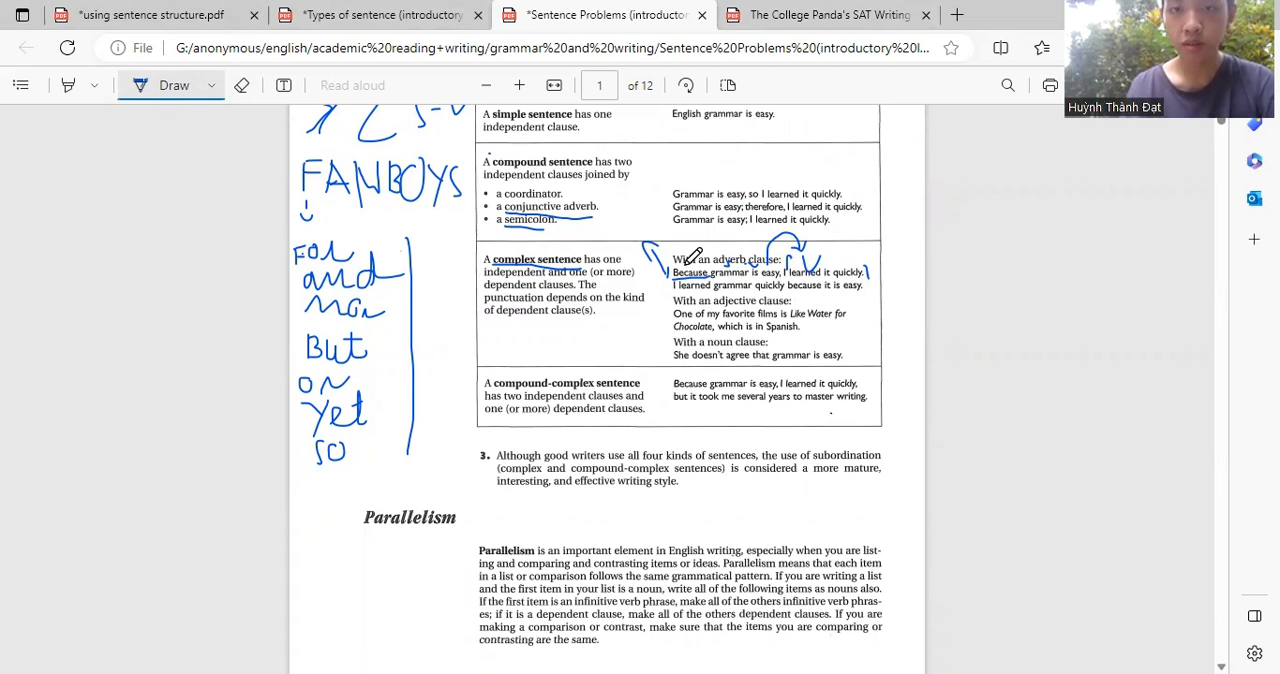 *using sentence structure.pdf
*Types of sentence (introductory
*Sentence Problems (introductor
The College Panda's SAT Writing
File
G:/anonymous/english/academic%20reading+writing/grammar%20and%20writing/Sentence%20Problems%20(introductory%20l...
Draw
Read aloud
1
of 12
Huỳnh Thành Đạt
S-V
FANBOYS
For
and
nor
But
or
Yet
so
A simple sentence has one
independent clause.
English grammar is easy.
A compound sentence has two
independent clauses joined by
• a coordinator.
• a conjunctive adverb.
• a semicolon.
Grammar is easy, so I learned it quickly.
Grammar is easy; therefore, I learned it quickly.
Grammar is easy; I learned it quickly.
A complex sentence has one
independent and one (or more)
dependent clauses. The
punctuation depends on the kind
of dependent clause(s).
With an adverb clause:
S V
Because grammar is easy, I learned it quickly.
I learned grammar quickly because it is easy.
With an adjective clause:
One of my favorite films is Like Water for
Chocolate, which is in Spanish.
With a noun clause:
She doesn't agree that grammar is easy.
A compound-complex sentence
has two independent clauses and
one (or more) dependent clauses.
Because grammar is easy, I learned it quickly,
but it took me several years to master writing.
3. Although good writers use all four kinds of sentences, the use of subordination
(complex and compound-complex sentences) is considered a more mature,
interesting, and effective writing style.
Parallelism
Parallelism is an important element in English writing, especially when you are list-
ing and comparing and contrasting items or ideas. Parallelism means that each item
in a list or comparison follows the same grammatical pattern. If you are writing a list
and the first item in your list is a noun, write all of the following items as nouns also.
If the first item is an infinitive verb phrase, make all of the others infinitive verb phras-
es; if it is a dependent clause, make all of the others dependent clauses. If you are
making a comparison or contrast, make sure that the items you are comparing or
contrasting are the same.